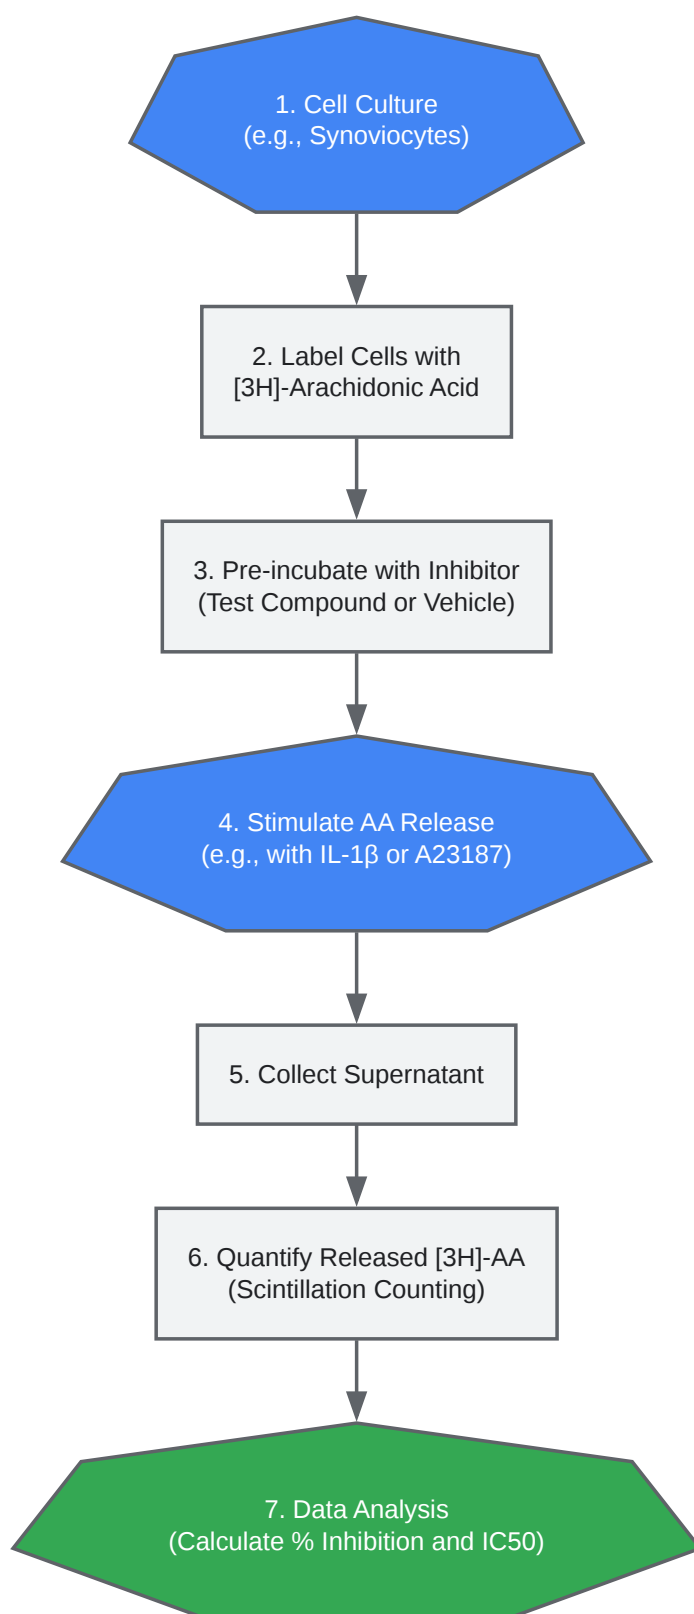 1. Cell Culture
(e.g., Synoviocytes)
2. Label Cells with
[3H]-Arachidonic Acid
3. Pre-incubate with Inhibitor
(Test Compound or Vehicle)
4. Stimulate AA Release
(e.g., with IL-1β or A23187)
5. Collect Supernatant
6. Quantify Released [3H]-AA
(Scintillation Counting)
7. Data Analysis
(Calculate % Inhibition and IC50)